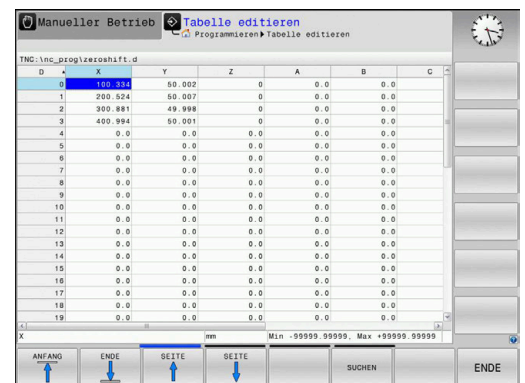 Manueller Betrieb
Tabelle editieren
Programmieren Tabelle editieren
TNC:\nc_prog\zeroshift.d
D X Y Z A B C
0 100.334 50.002 0 0.0 0.0
1 200.524 50.007 0 0.0 0.0
2 300.881 49.998 0 0.0 0.0
3 400.994 50.001 0 0.0 0.0
4 0.0 0.0 0.0 0.0 0.0
5 0.0 0.0 0.0 0.0 0.0
6 0.0 0.0 0.0 0.0 0.0
7 0.0 0.0 0.0 0.0 0.0
8 0.0 0.0 0.0 0.0 0.0
9 0.0 0.0 0.0 0.0 0.0
10 0.0 0.0 0.0 0.0 0.0
11 0.0 0.0 0.0 0.0 0.0
12 0.0 0.0 0.0 0.0 0.0
13 0.0 0.0 0.0 0.0 0.0
14 0.0 0.0 0.0 0.0 0.0
15 0.0 0.0 0.0 0.0 0.0
16 0.0 0.0 0.0 0.0 0.0
17 0.0 0.0 0.0 0.0 0.0
18 0.0 0.0 0.0 0.0 0.0
19 0.0 0.0 0.0 0.0 0.0
X mm Min -99999.99999, Max +99999.99999
ANFANG ENDE SEITE SEITE SUCHEN ENDE